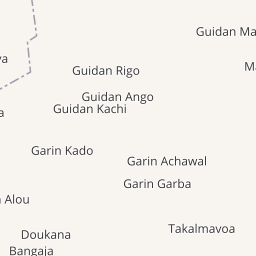 Guidan Ma
ya
Guidan Rigo
Ma
Guidan Ango
Guidan Kachi
a
Garin Kado
Garin Achawal
Garin Garba
Alou
Takalmavoa
Doukana
Bangaja